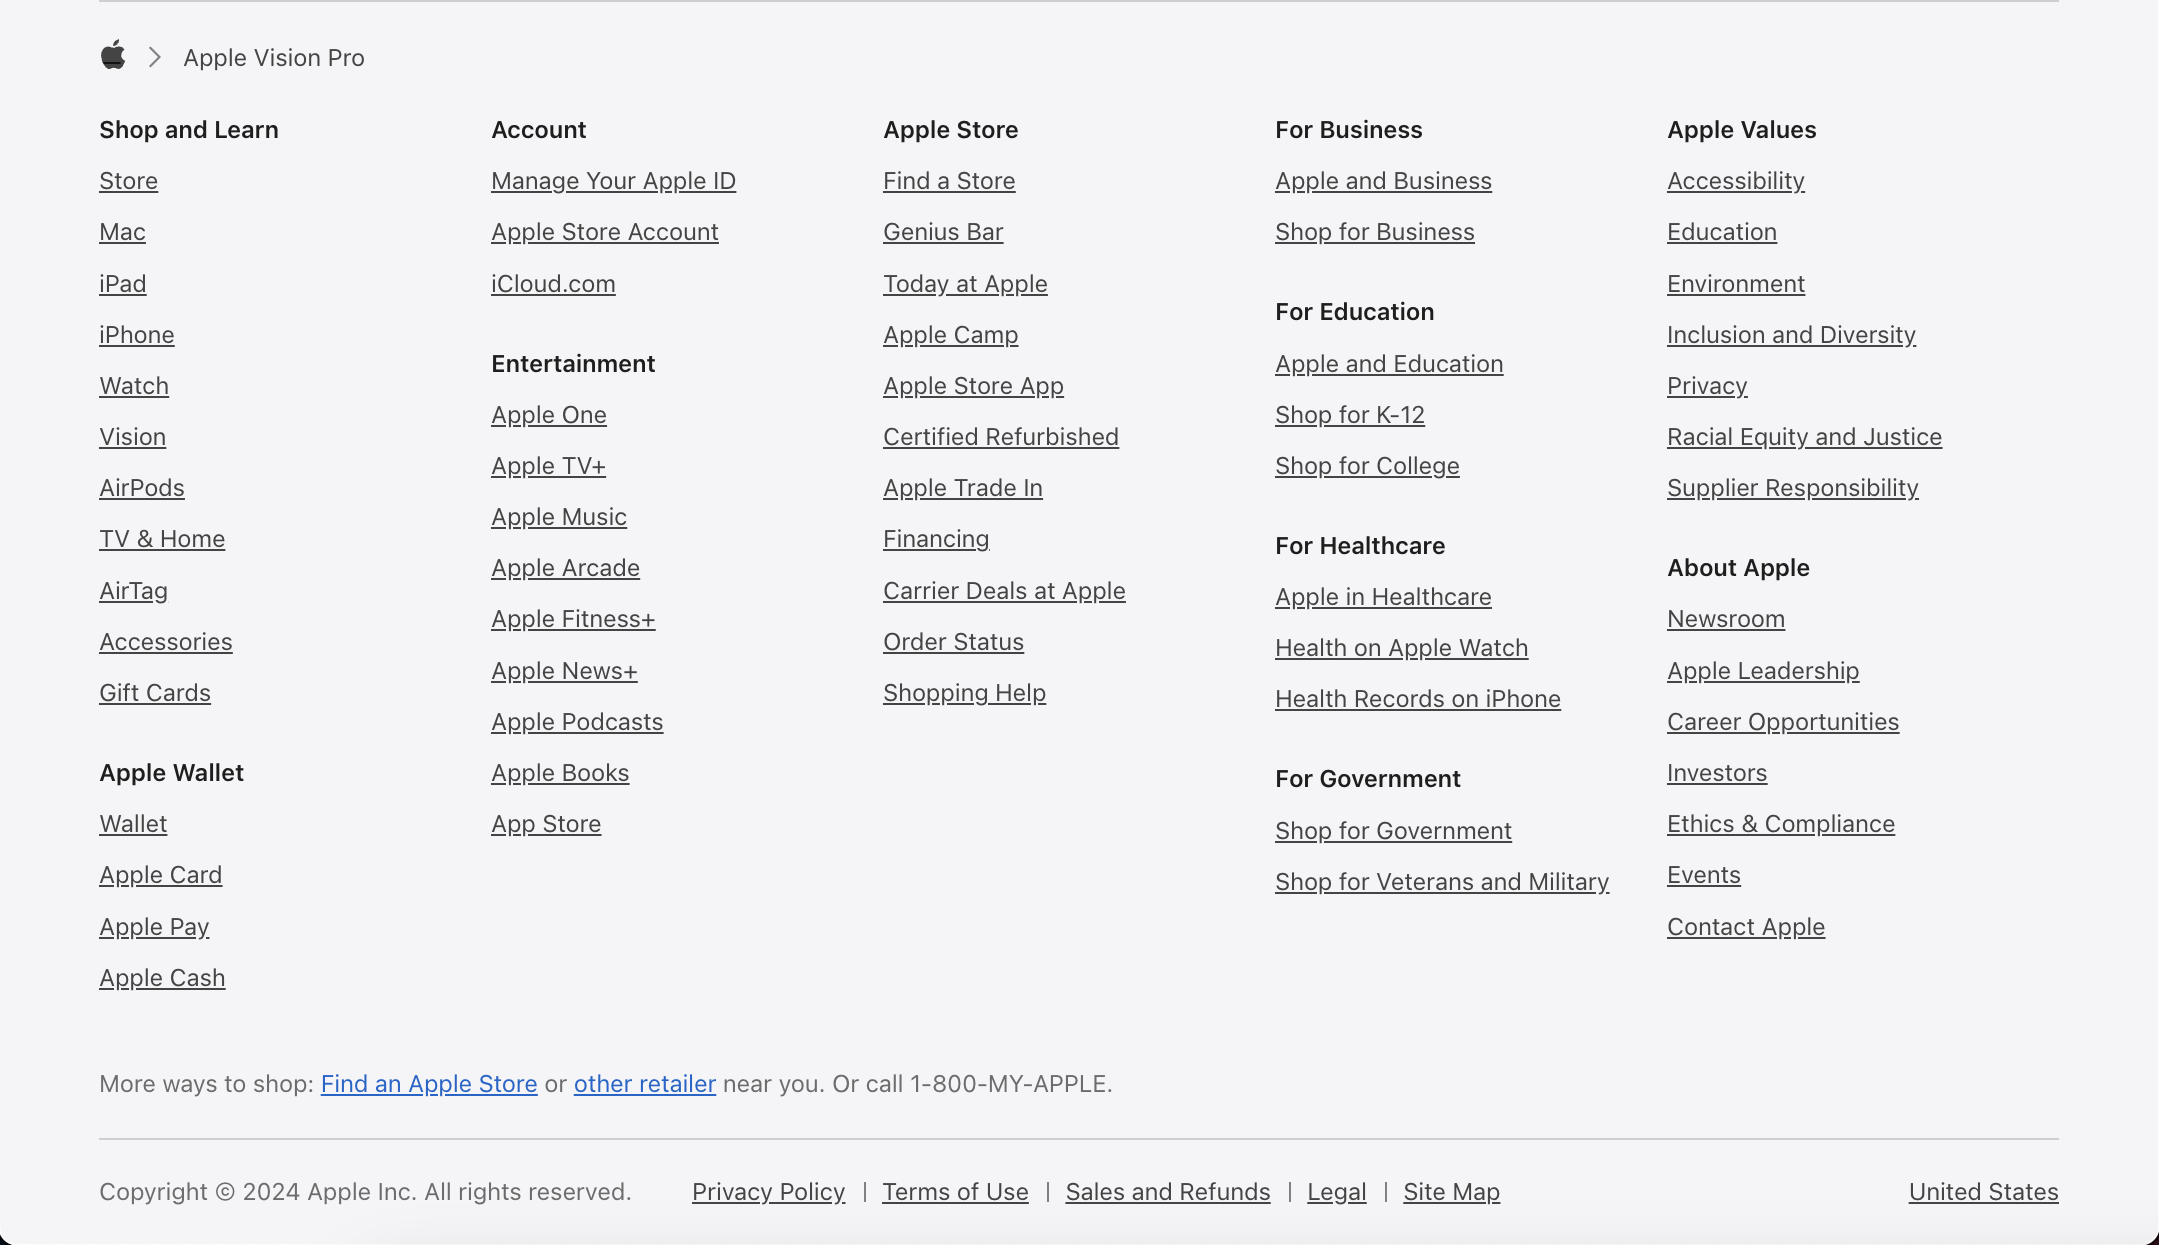 Apple Vision Pro
Shop and Learn
Store
Mac
iPad
iPhone
Watch
Vision
AirPods
TV & Home
AirTag
Accessories
Gift Cards
Apple Wallet
Wallet
Apple Card
Apple Pay
Apple Cash
Account
Manage Your Apple ID
Apple Store Account
iCloud.com
Entertainment
Apple One
Apple TV+
Apple Music
Apple Arcade
Apple Fitness+
Apple News+
Apple Podcasts
Apple Books
App Store
Apple Store
Find a Store
Genius Bar
Today at Apple
Apple Camp
Apple Store App
Certified Refurbished
Apple Trade In
Financing
Carrier Deals at Apple
Order Status
Shopping Help
For Business
Apple and Business
Shop for Business
For Education
Apple and Education
Shop for K-12
Shop for College
For Healthcare
Apple in Healthcare
Health on Apple Watch
Health Records on iPhone
For Government
Shop for Government
Shop for Veterans and Military
Apple Values
Accessibility
Education
Environment
Inclusion and Diversity
Privacy
Racial Equity and Justice
Supplier Responsibility
About Apple
Newsroom
Apple Leadership
Career Opportunities
Investors
Ethics & Compliance
Events
Contact Apple
More ways to shop: Find an Apple Store or other retailer near you. Or call 1-800-MY-APPLE.
Copyright © 2024 Apple Inc. All rights reserved. Privacy Policy | Terms of Use | Sales and Refunds | Legal | Site Map United States